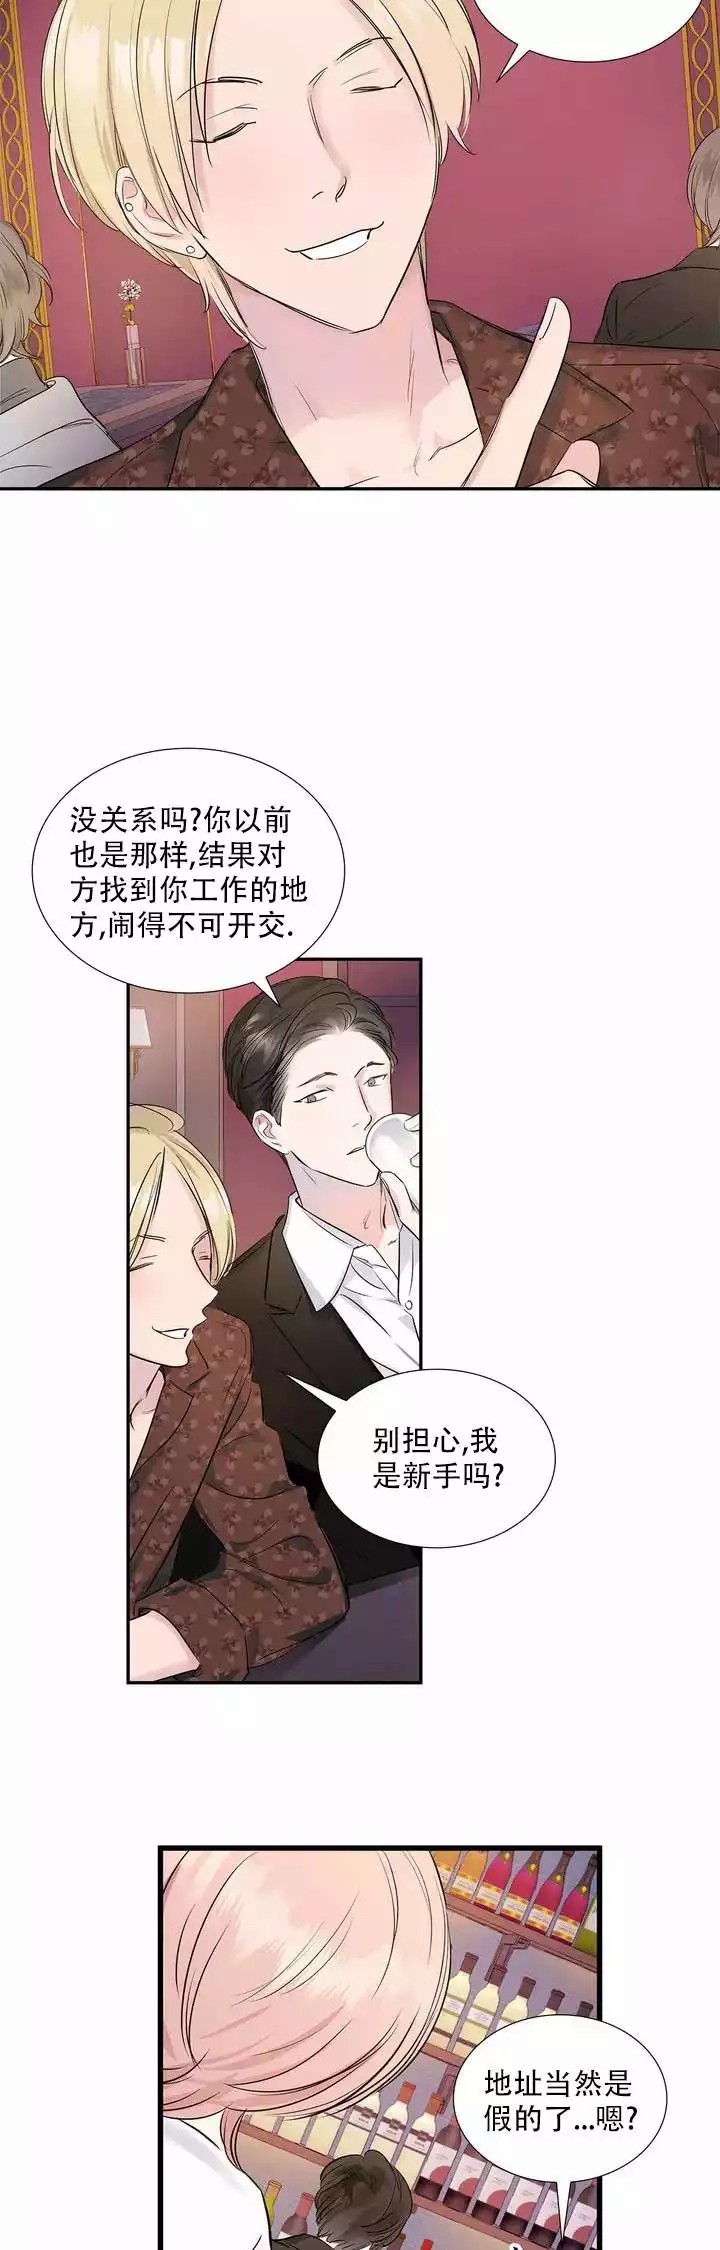 没关系吗?你以前
也是那样,结果对
方找到你工作的地
方,闹得不可开交.
别担心,我
是新手吗?
地址当然是
假的了...嗯?